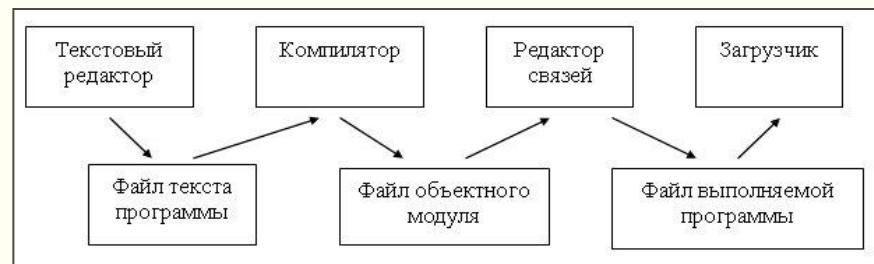 Текстовый
редактор
Компилятор
Редактор
связей
Загрузчик
Файл текста
программы
Файл объектного
модуля
Файл выполняемой
программы